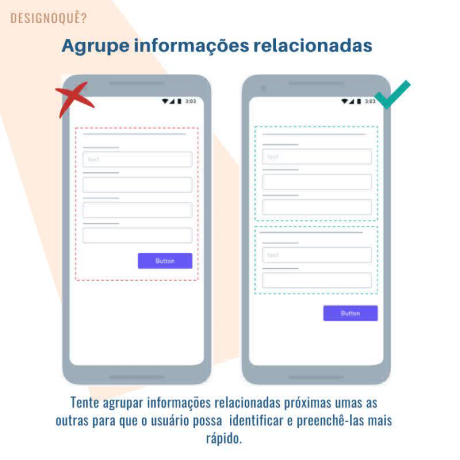 DESIGNOQUÊ?
Agrupe informações relacionadas
3:03
3:03
Text
Button
Text
Button
Tente agrupar informações relacionadas próximas umas as
outras para que o usuário possa identificar e preenchê-las mais
rápido.